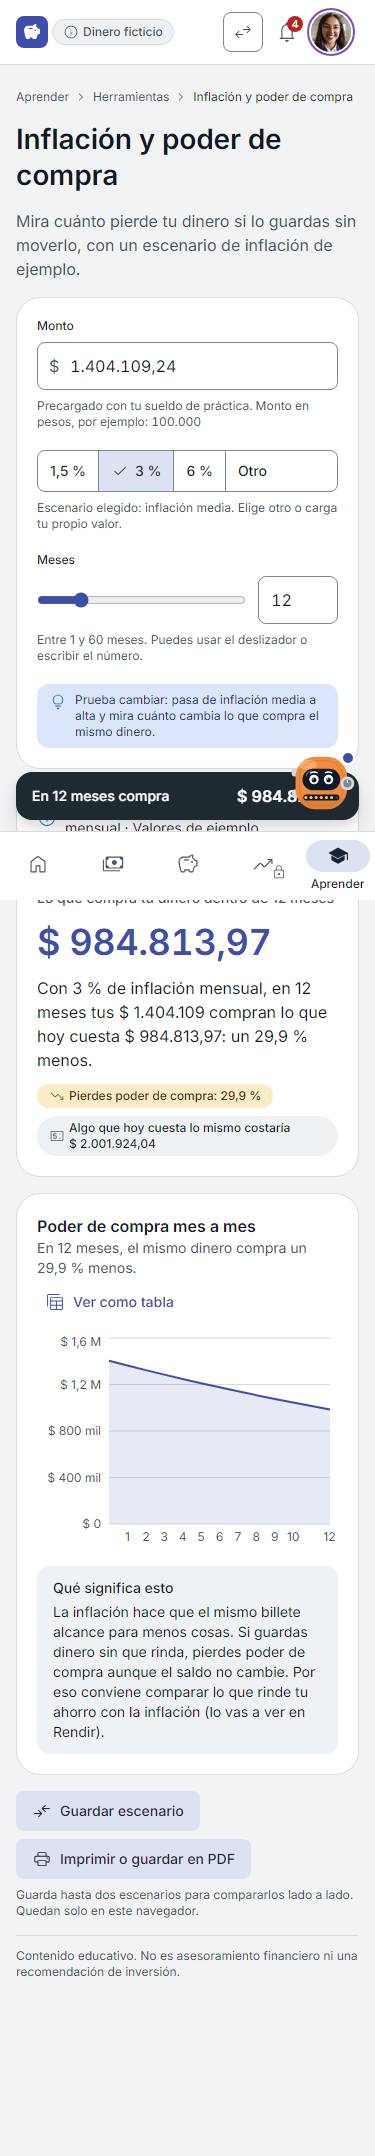 Dinero ficticio
4
Aprender > Herramientas > Inflación y poder de compra
Inflación y poder de
compra
Mira cuánto pierde tu dinero si lo guardas sin
moverlo, con un escenario de inflación de
ejemplo.
Monto
$ 1.404.109,24
Precargado con tu sueldo de práctica. Monto en
pesos, por ejemplo: 100.000
1,5 % 3 % 6 % Otro
Escenario elegido: inflación media. Elige otro o carga
tu propio valor.
Meses
12
Entre 1 y 60 meses. Puedes usar el deslizador o
escribir el número.
Prueba cambiar: pasa de inflación media a
alta y mira cuánto cambia lo que compra el
mismo dinero.
En 12 meses compra $ 984.8
mensual · Valores de ejemplo
Aprender
Lo que compra tu dinero dentro de 12 meses
$ 984.813,97
Con 3 % de inflación mensual, en 12
meses tus $ 1.404.109 compran lo que
hoy cuesta $ 984.813,97: un 29,9 %
menos.
Pierdes poder de compra: 29,9 %
Algo que hoy cuesta lo mismo costaría
$ 2.001.924,04
Poder de compra mes a mes
En 12 meses, el mismo dinero compra un
29,9 % menos.
Ver como tabla
$ 1,6 M
$ 1,2 M
$ 800 mil
$ 400 mil
$ 0
1 2 3 4 5 6 7 8 9 10 12
Qué significa esto
La inflación hace que el mismo billete
alcance para menos cosas. Si guardas
dinero sin que rinda, pierdes poder de
compra aunque el saldo no cambie. Por
eso conviene comparar lo que rinde tu
ahorro con la inflación (lo vas a ver en
Rendir).
Guardar escenario
Imprimir o guardar en PDF
Guarda hasta dos escenarios para compararlos lado a lado.
Quedan solo en este navegador.
Contenido educativo. No es asesoramiento financiero ni una
recomendación de inversión.